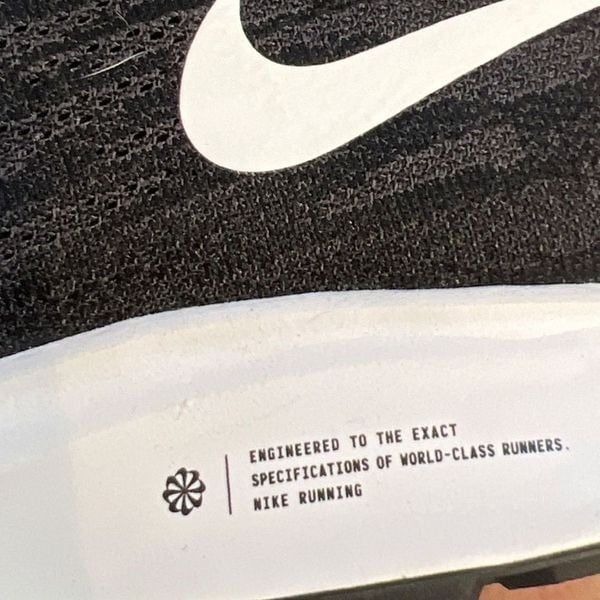 ENGINEERED TO THE EXACT
SPECIFICATIONS OF WORLD-CLASS RUNNERS.
NIKE RUNNING